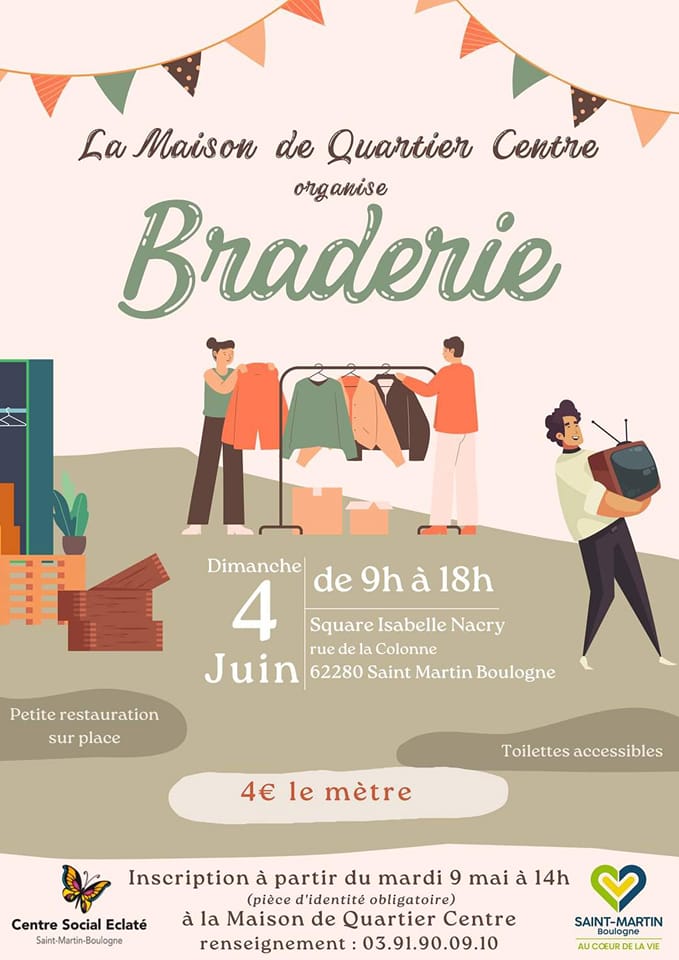 La Maison de Quartier Centre
organise
Braderie
Dimanche
4
Juin
de 9h à 18h
Square Isabelle Nacry
rue de la Colonne
62280 Saint Martin Boulogne
Petite restauration
sur place
Toilettes accessibles
4€ le mètre
Inscription à partir du mardi 9 mai à 14h
(pièce d'identité obligatoire)
à la Maison de Quartier Centre
renseignement : 03.91.90.09.10
Centre Social Eclaté
Saint-Martin-Boulogne
SAINT-MARTIN
Boulogne
AU CŒUR DE LA VIE